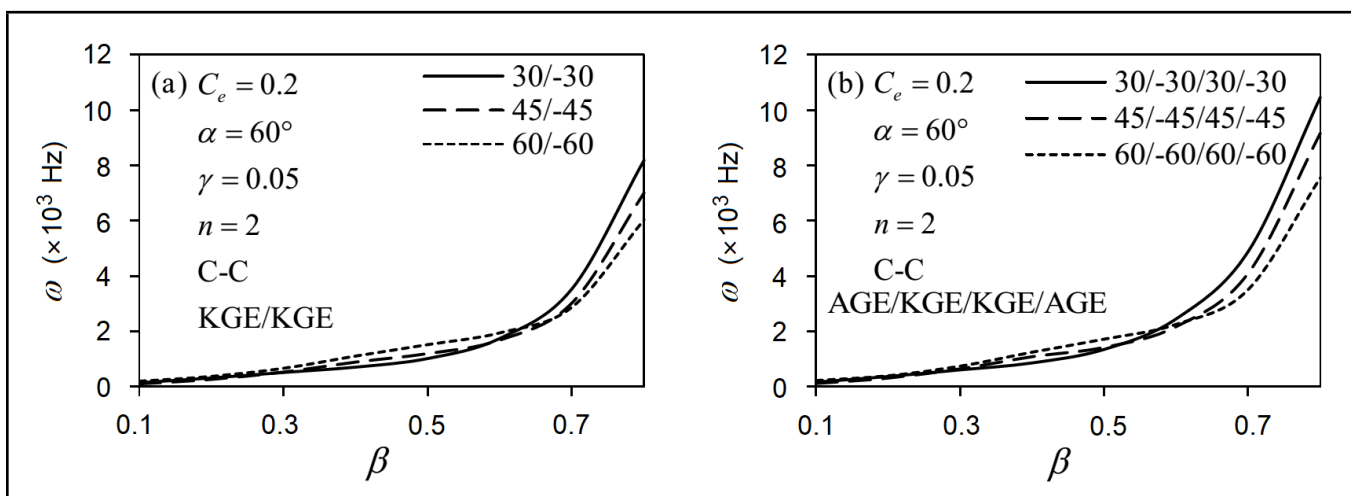 (a) C_e = 0.2
α = 60°
γ = 0.05
n = 2
C-C
KGE/KGE
30/-30
45/-45
60/-60
ω (×10³ Hz)
12
10
8
6
4
2
0
0.1 0.3 0.5 0.7
β
(b) C_e = 0.2
α = 60°
γ = 0.05
n = 2
C-C
AGE/KGE/KGE/AGE
30/-30/30/-30
45/-45/45/-45
60/-60/60/-60
ω (×10³ Hz)
12
10
8
6
4
2
0
0.1 0.3 0.5 0.7
β